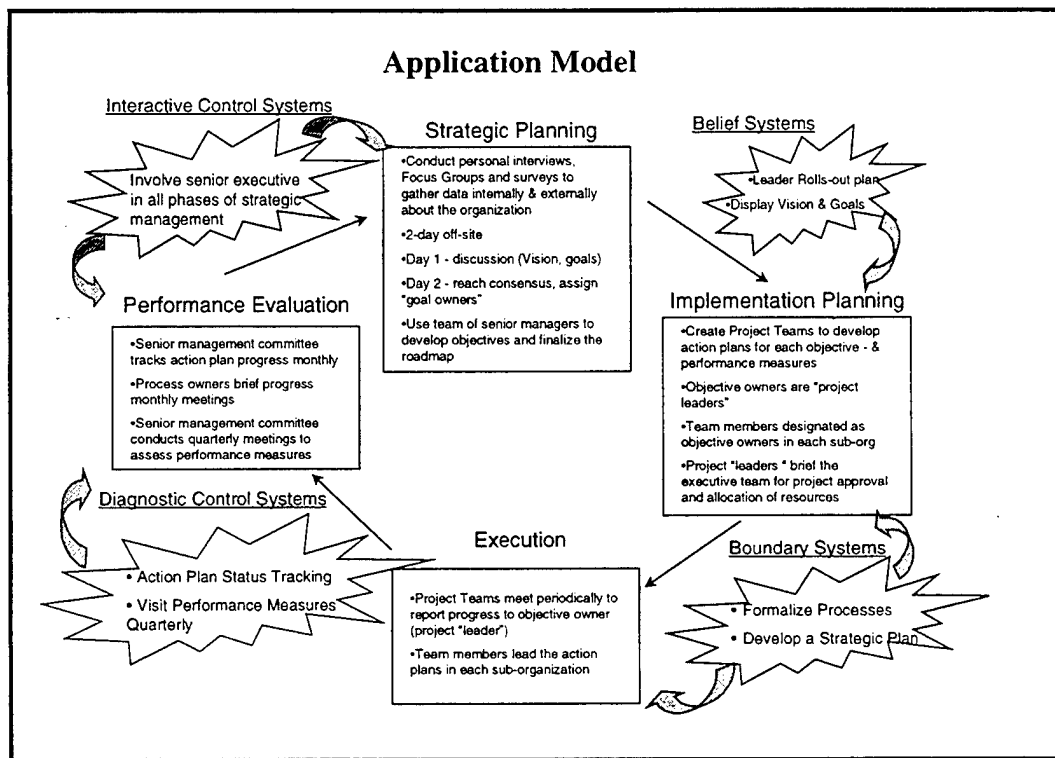 Application Model
Interactive Control Systems
Involve senior executive
in all phases of strategic
management
Strategic Planning
•Conduct personal interviews,
Focus Groups and surveys to
gather data internally & externally
about the organization
•2-day off-site
•Day 1 - discussion (Vision, goals)
•Day 2 - reach consensus, assign
"goal owners"
•Use team of senior managers to
develop objectives and finalize the
roadmap
Belief Systems
•Leader Rolls-out plan
•Display Vision & Goals
Implementation Planning
•Create Project Teams to develop
action plans for each objective - &
performance measures
•Objective owners are "project
leaders"
•Team members designated as
objective owners in each sub-org
•Project "leaders " brief the
executive team for project approval
and allocation of resources
Boundary Systems
• Formalize Processes
• Develop a Strategic Plan
Execution
•Project Teams meet periodically to
report progress to objective owner
(project "leader")
•Team members lead the action
plans in each sub-organization
Performance Evaluation
•Senior management committee
tracks action plan progress monthly
•Process owners brief progress
monthly meetings
•Senior management committee
conducts quarterly meetings to
assess performance measures
Diagnostic Control Systems
• Action Plan Status Tracking
• Visit Performance Measures
Quarterly